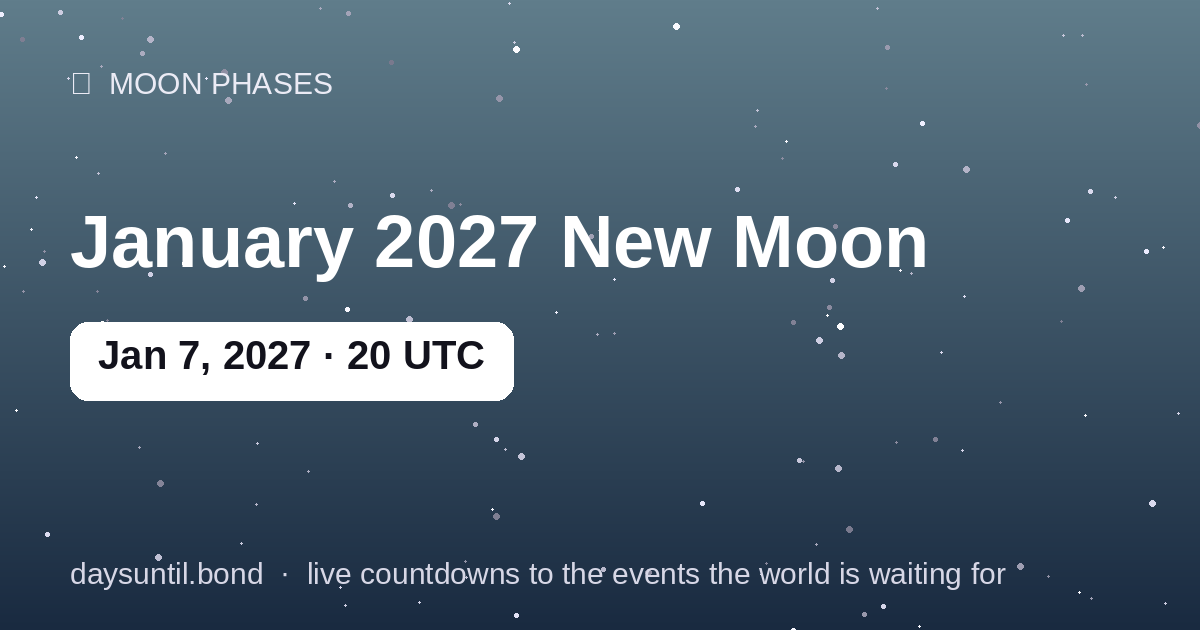 MOON PHASES
January 2027 New Moon
Jan 7, 2027 · 20 UTC
daysuntil.bond · live countdowns to the events the world is waiting for